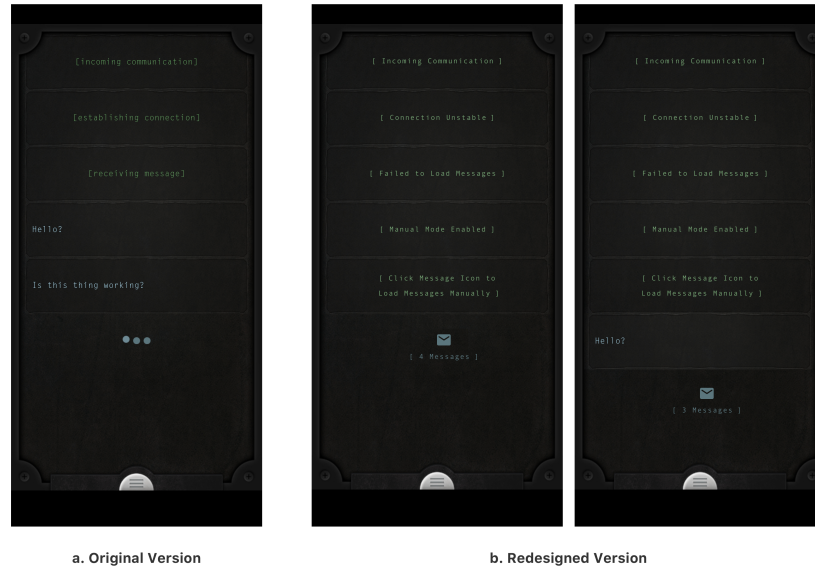 [incoming communication]
[establishing connection]
[receiving message]
Hello?
Is this thing working?
[ Incoming Communication ]
[ Connection Unstable ]
[ Failed to Load Messages ]
[ Manual Mode Enabled ]
[ Click Message Icon to
Load Messages Manually ]
[ 4 Messages ]
[ Incoming Communication ]
[ Connection Unstable ]
[ Failed to Load Messages ]
[ Manual Mode Enabled ]
[ Click Message Icon to
Load Messages Manually ]
Hello?
[ 3 Messages ]
a. Original Version
b. Redesigned Version